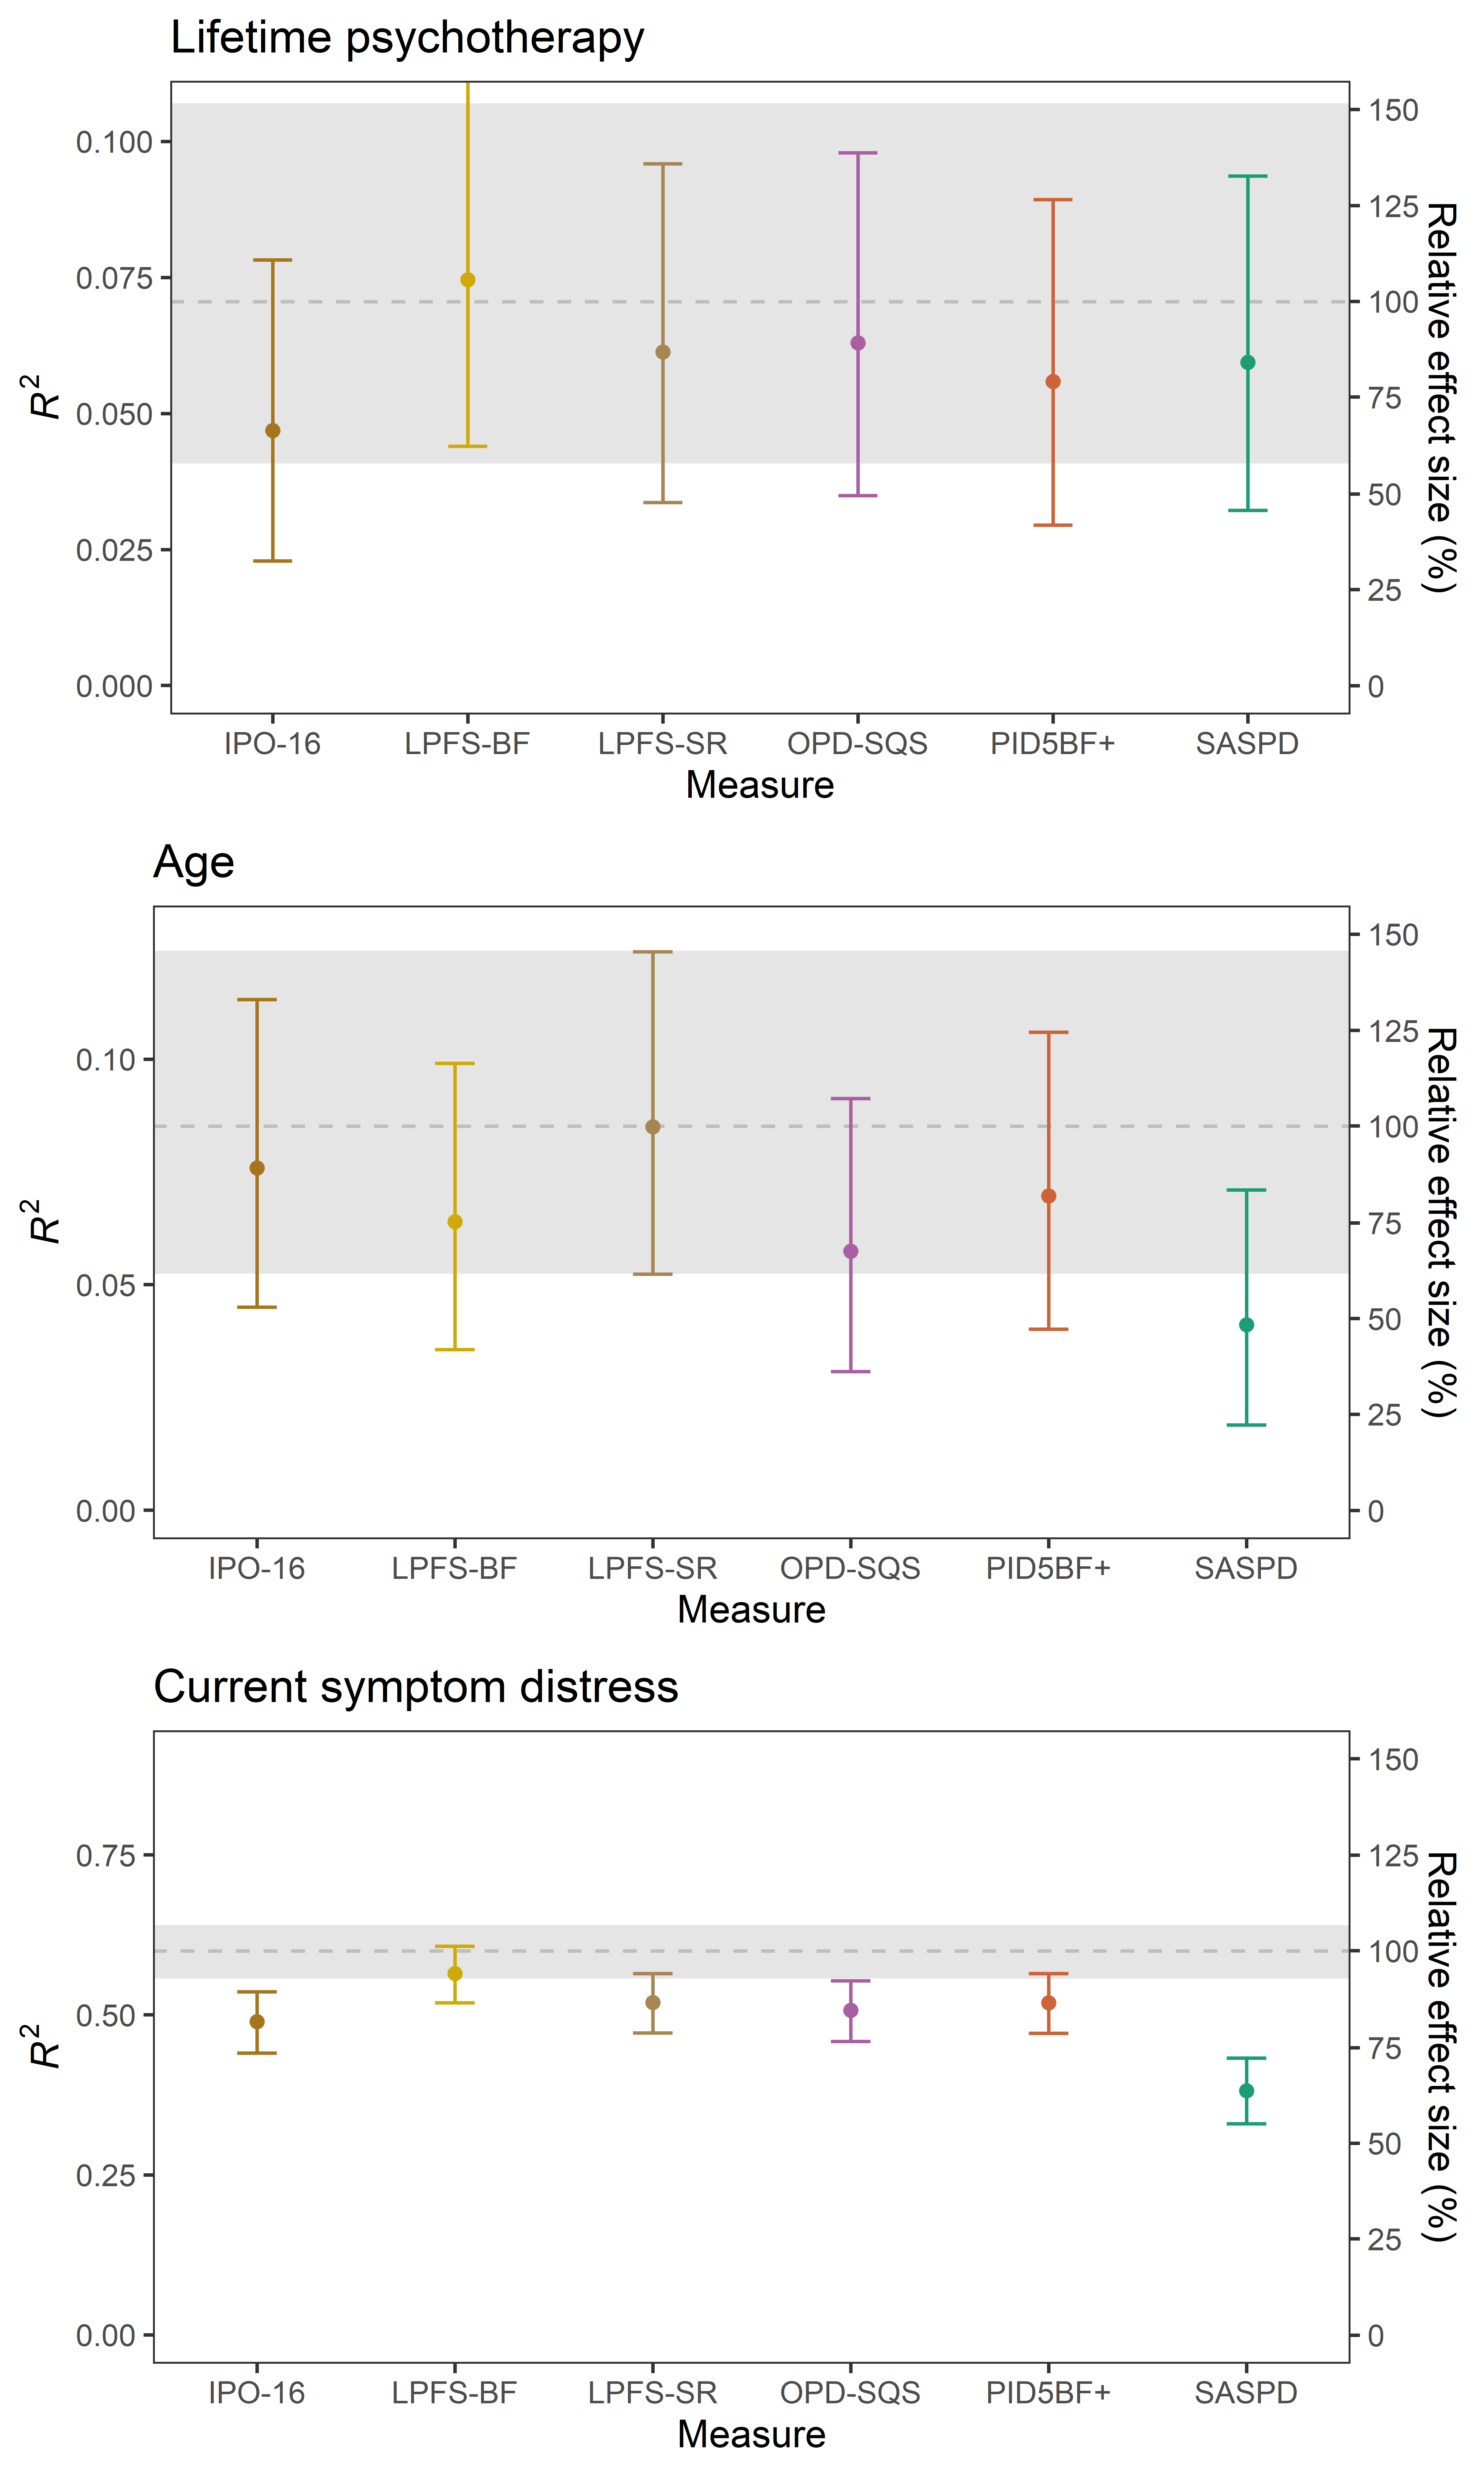 Lifetime psychotherapy
0.100
0.075
0.050
0.025
0.000
R²
150
125
100
75
50
25
0
Relative effect size (%)
IPO-16 LPFS-BF LPFS-SR OPD-SQS PID5BF+ SASPD
Measure
Age
0.10
0.05
0.00
R²
150
125
100
75
50
25
0
Relative effect size (%)
IPO-16 LPFS-BF LPFS-SR OPD-SQS PID5BF+ SASPD
Measure
Current symptom distress
0.75
0.50
0.25
0.00
R²
150
125
100
75
50
25
0
Relative effect size (%)
IPO-16 LPFS-BF LPFS-SR OPD-SQS PID5BF+ SASPD
Measure